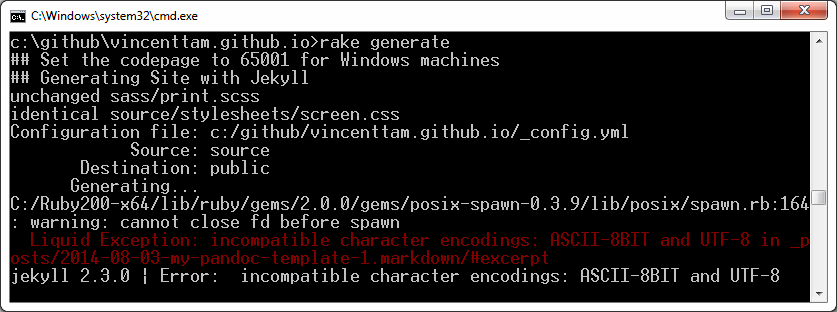 C:\Windows\system32\cmd.exe
c:\github\vincenttam.github.io>rake generate
## Set the codepage to 65001 for Windows machines
## Generating Site with Jekyll
unchanged sass/print.scss
identical source/stylesheets/screen.css
Configuration file: c:/github/vincenttam.github.io/_config.yml
            Source: source
       Destination: public
      Generating...
C:/Ruby200-x64/lib/ruby/gems/2.0.0/gems/posix-spawn-0.3.9/lib/posix/spawn.rb:164
: warning: cannot close fd before spawn
  Liquid Exception: incompatible character encodings: ASCII-8BIT and UTF-8 in _p
osts/2014-08-03-my-pandoc-template-1.markdown/#excerpt
jekyll 2.3.0 | Error:  incompatible character encodings: ASCII-8BIT and UTF-8